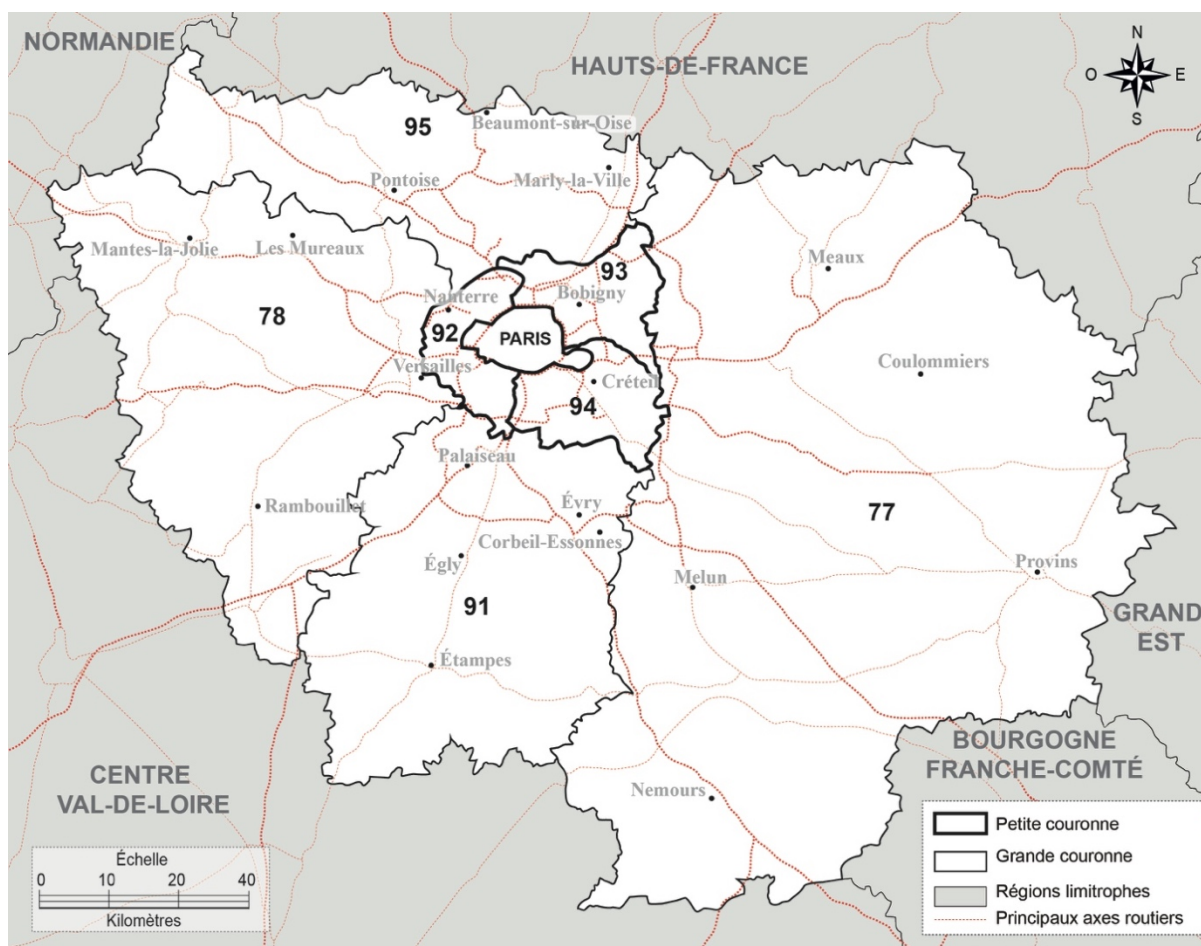 NORMANDIE
HAUTS-DE-FRANCE
N
O
E
S
95
Beaumont-sur-Oise
Marly-la-Ville
Pontoise
Mantes-la-Jolie
Les Mureaux
Meaux
93
Nanterre
Bobigny
78
92
PARIS
Versailles
Coulommiers
Créteil
94
Palaiseau
Rambouillet
Évry
77
Corbeil-Essonnes
Égly
Melun
Provins
91
GRAND
EST
Étampes
BOURGOGNE
FRANCHE-COMTÉ
CENTRE
VAL-DE-LOIRE
Nemours
Petite couronne
Grande couronne
Régions limitrophes
Principaux axes routiers
Échelle
0 10 20 40
Kilomètres